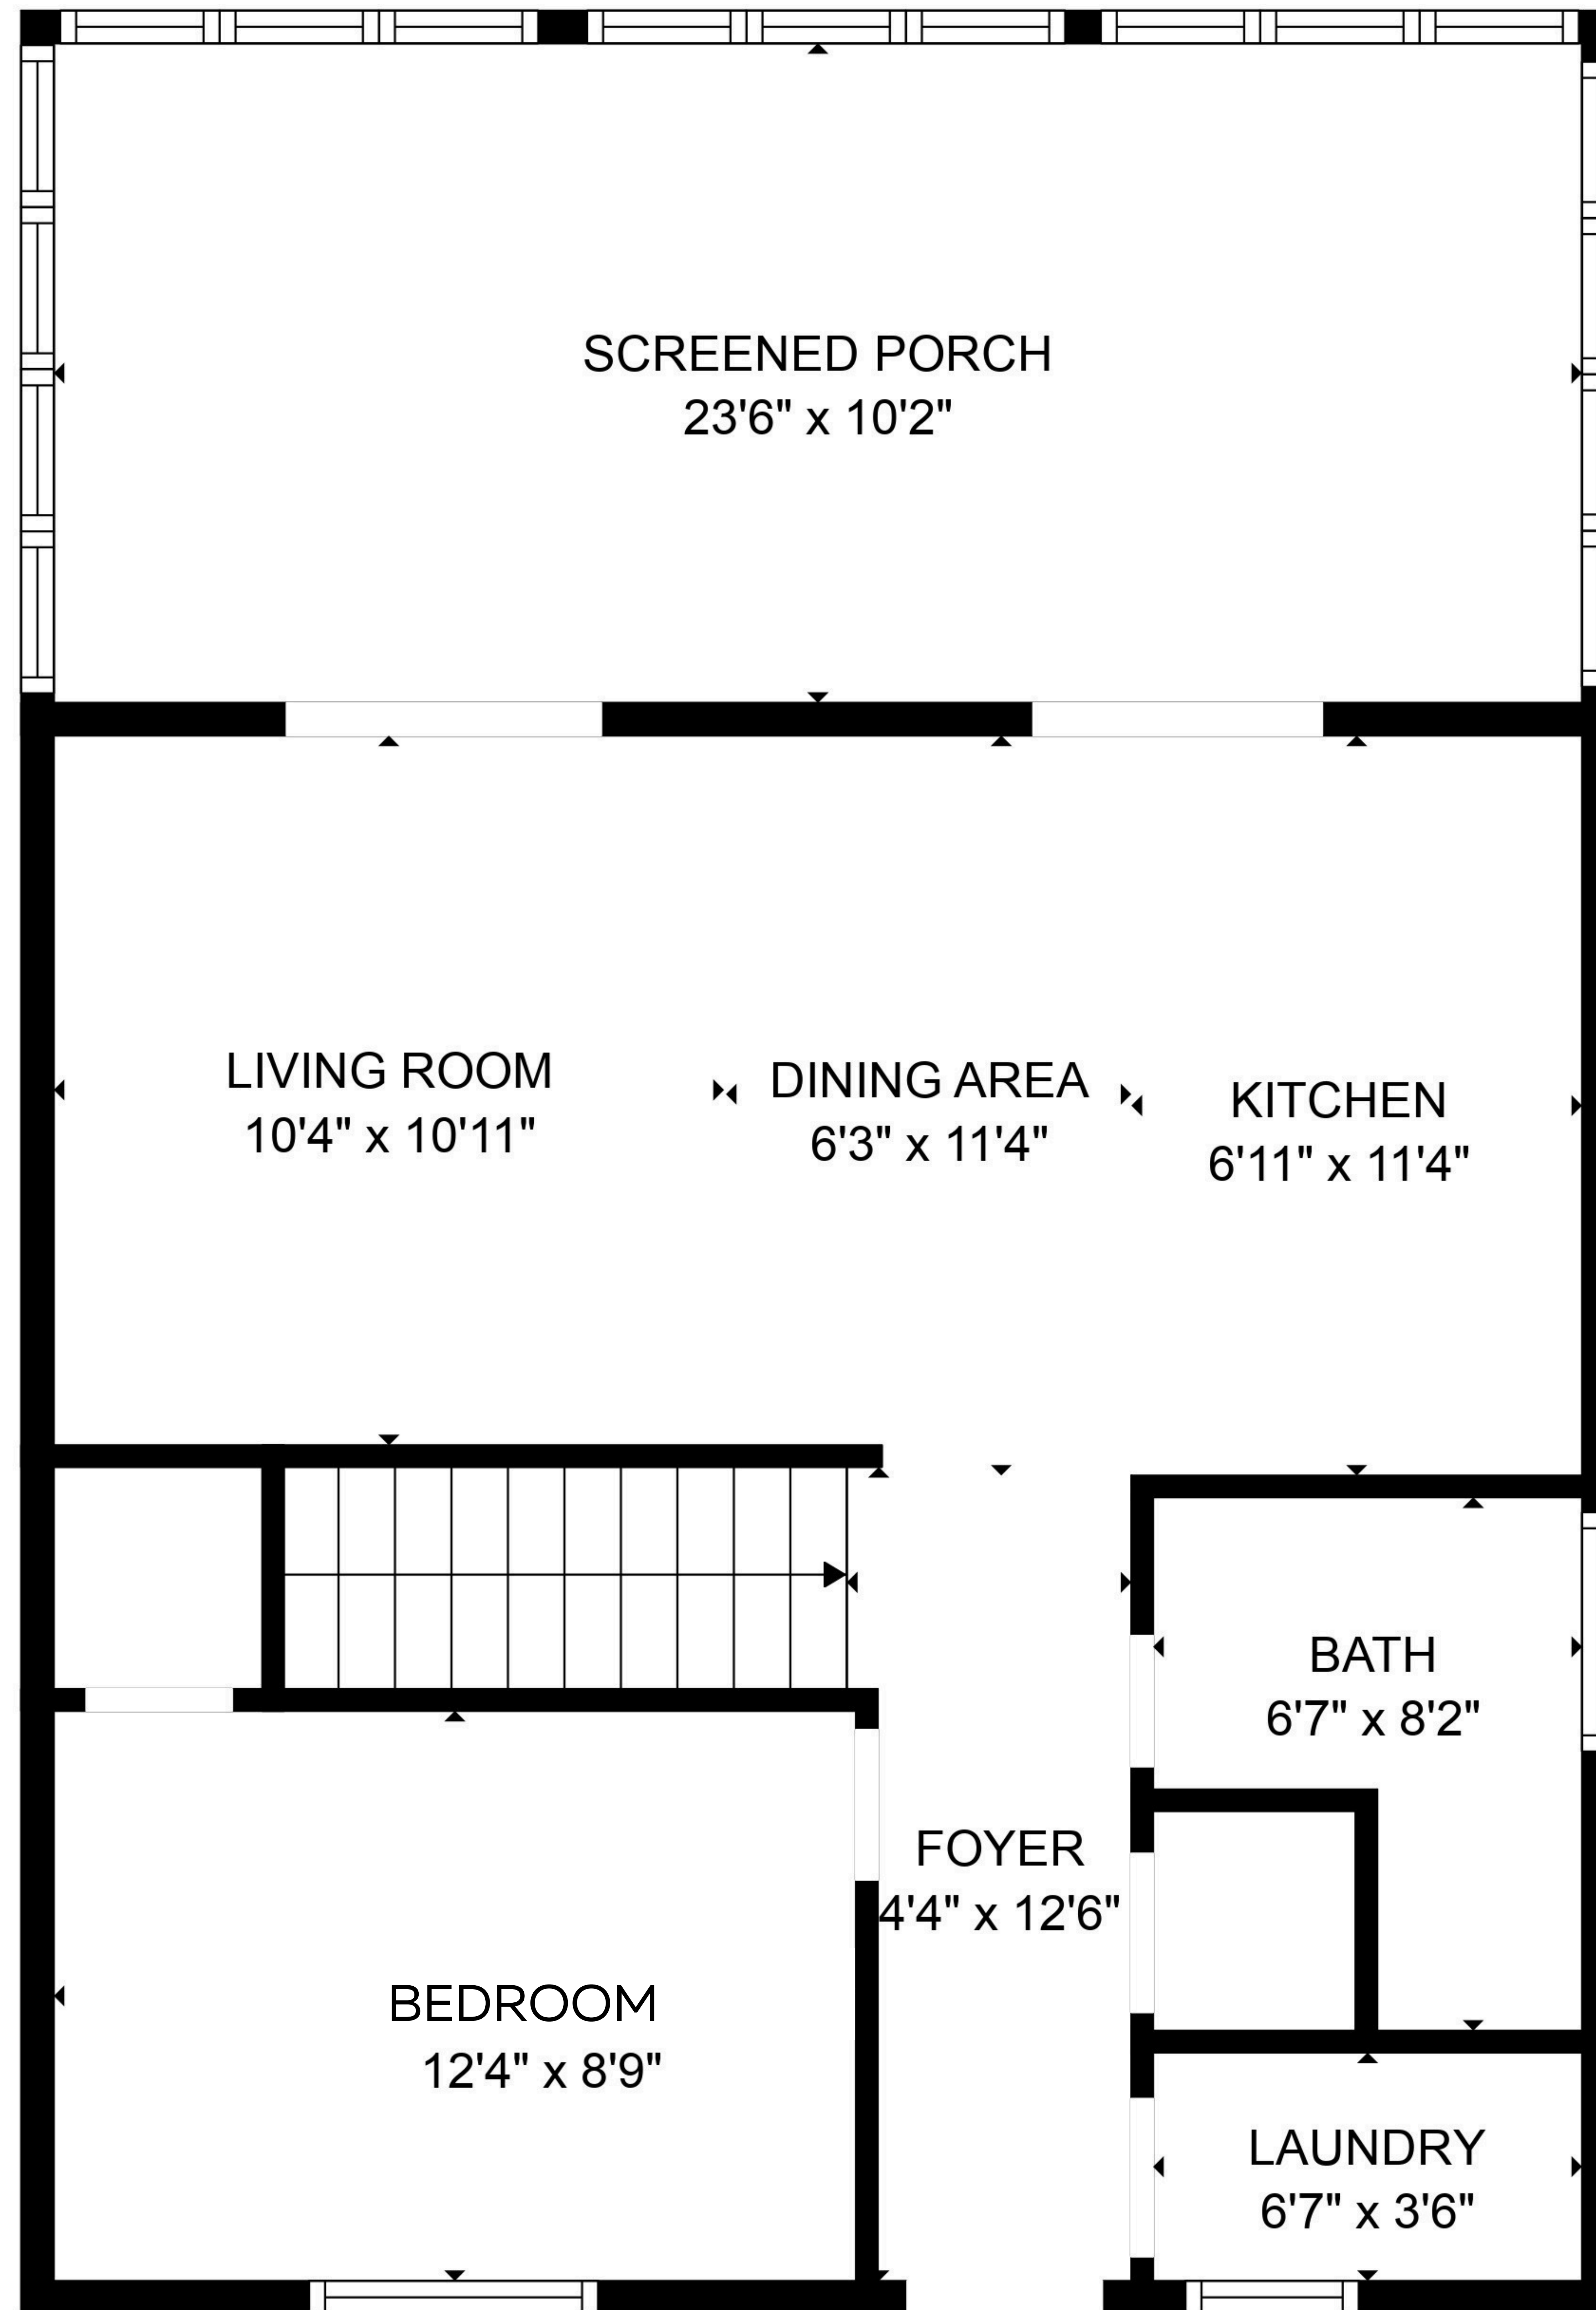 SCREENED PORCH
23'6" x 10'2"
LIVING ROOM
10'4" x 10'11"
DINING AREA
6'3" x 11'4"
KITCHEN
6'11" x 11'4"
BATH
6'7" x 8'2"
FOYER
4'4" x 12'6"
BEDROOM
12'4" x 8'9"
LAUNDRY
6'7" x 3'6"